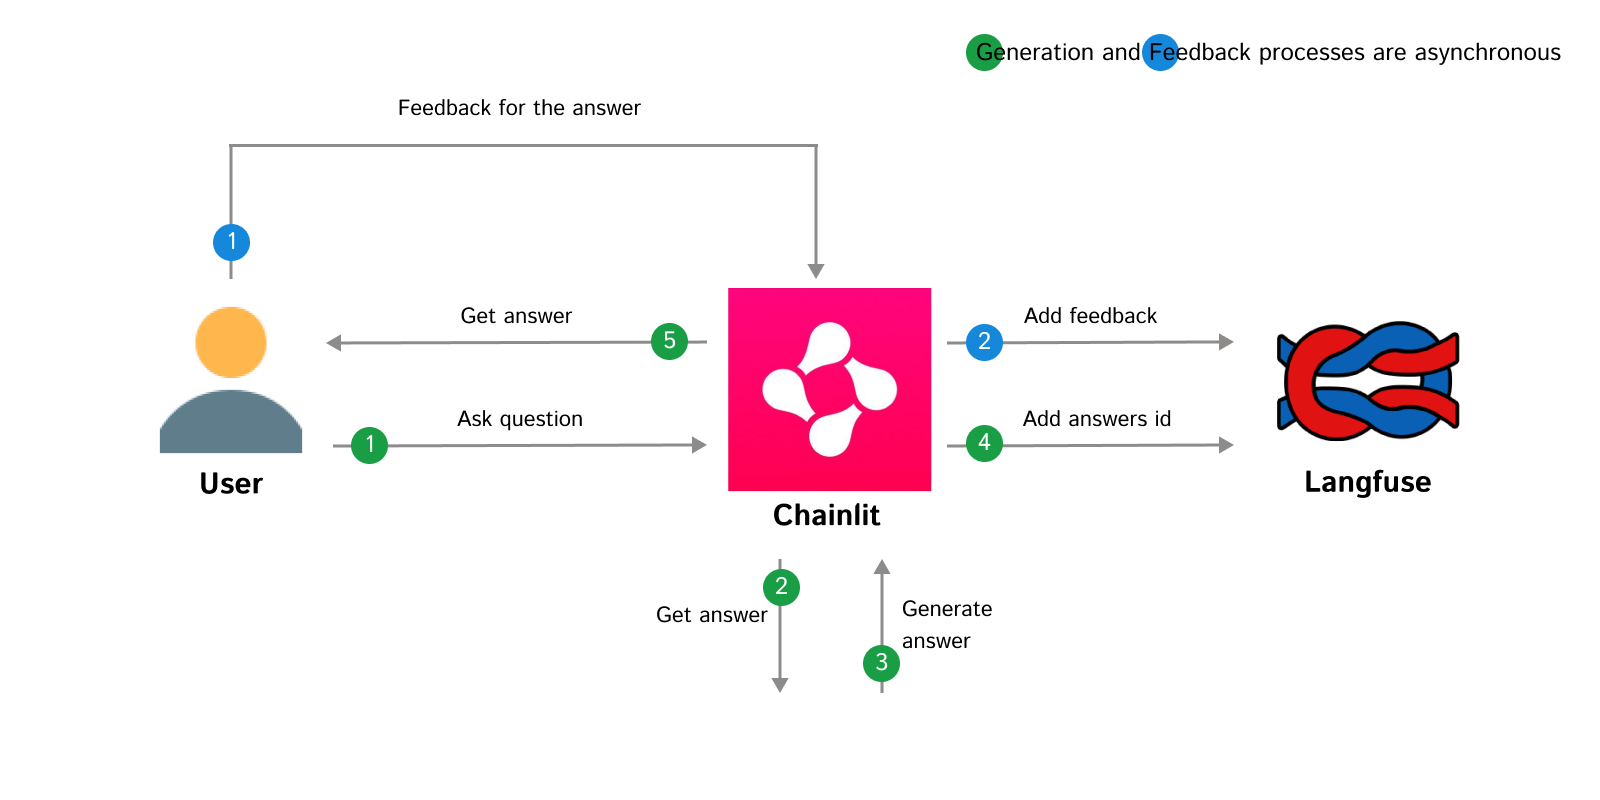 Generation and Feedback processes are asynchronous
Feedback for the answer
1
Get answer
5
Add feedback
2
Ask question
1
Add answers id
4
User
Chainlit
Langfuse
2
Get answer
Generate
answer
3